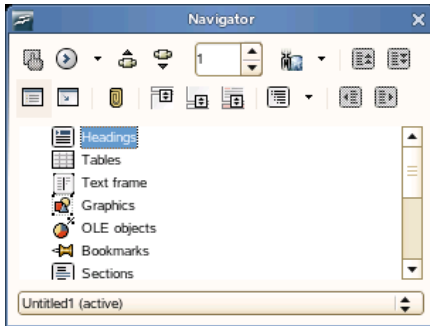 Navigator
1
Headings
Tables
Text frame
Graphics
OLE objects
Bookmarks
Sections
Untitled1 (active)